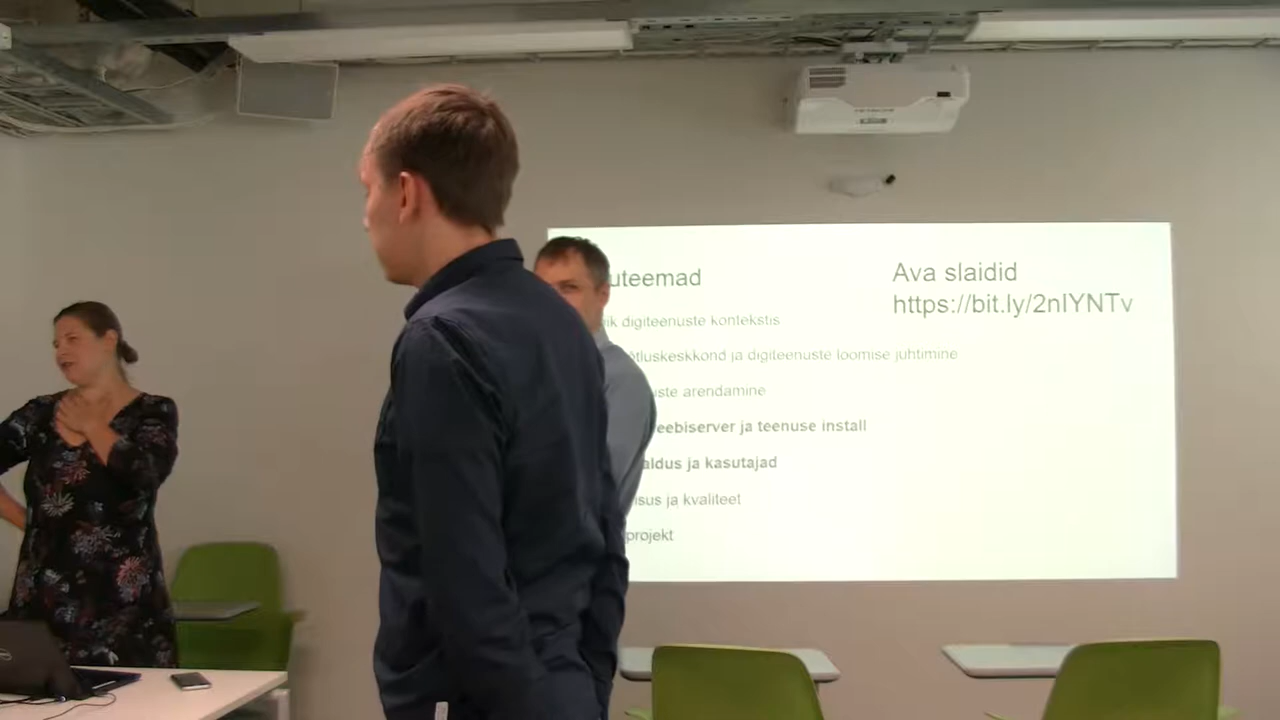 uteemad
Ava slaidid
https://bit.ly/2nIYNTv
digiteenuste kontekstis
tluskeskkond ja digiteenuste loomise juhtimine
uste arendamine
eebiserver ja teenuse install
aldus ja kasutajad
isus ja kvaliteet
projekt